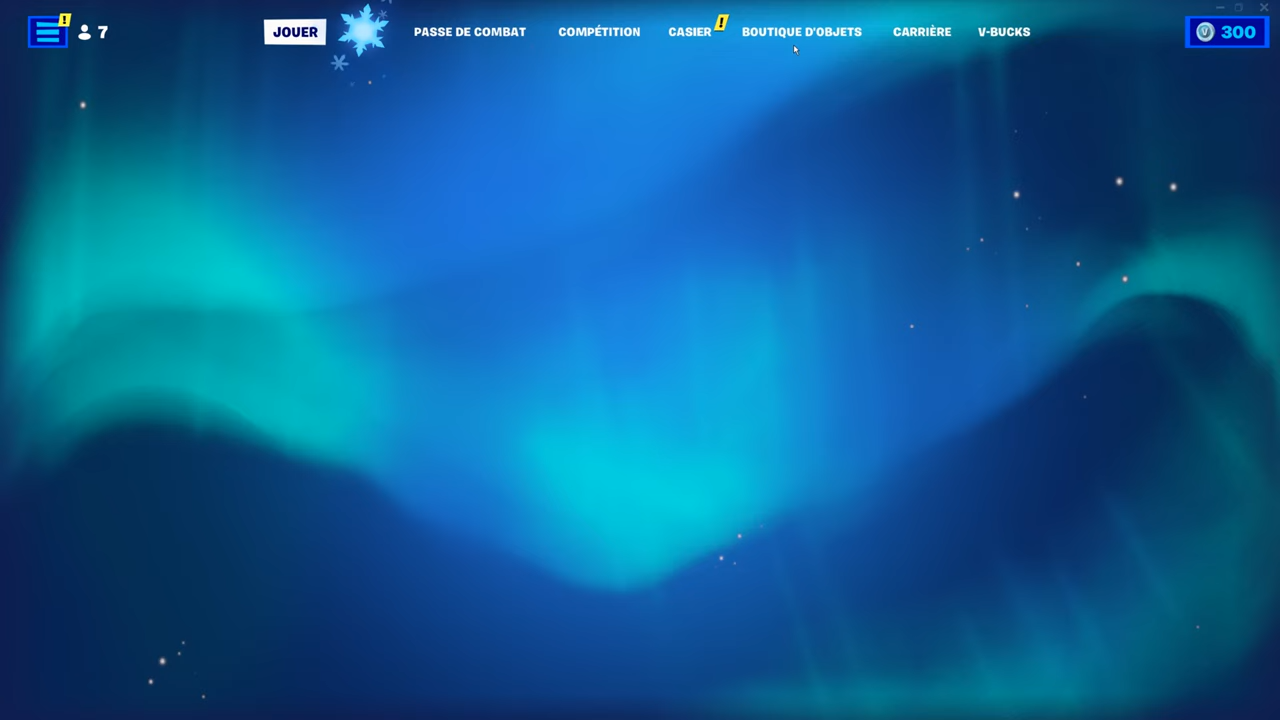 ! 7 JOUER PASSE DE COMBAT COMPÉTITION CASIER ! BOUTIQUE D'OBJETS CARRIÈRE V-BUCKS V 300